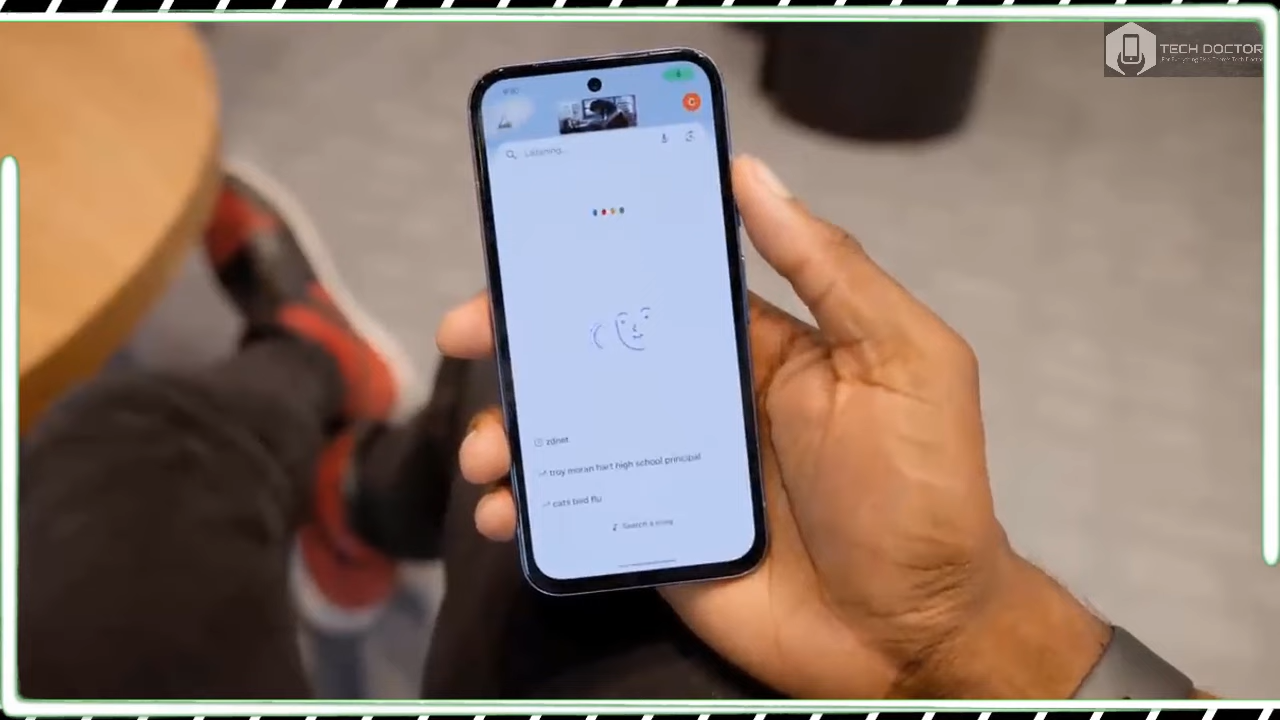 TECH DOCTOR
Listening...
zdnet
troy moran hart high school principal
cats bird flu
Search a song